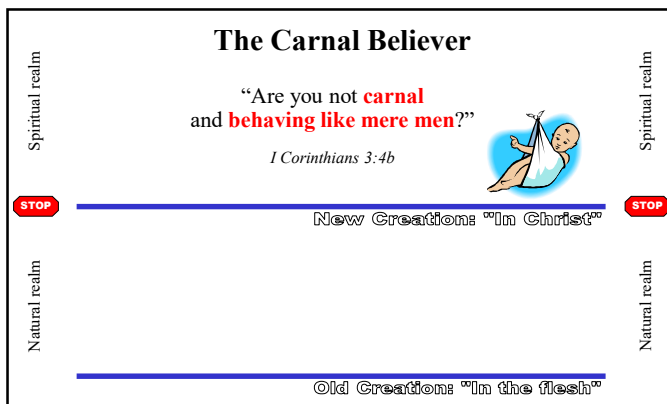 The Carnal Believer
Spiritual realm
Spiritual realm
“Are you not carnal
and behaving like mere men?”
I Corinthians 3:4b
STOP
STOP
New Creation: "In Christ"
Natural realm
Natural realm
Old Creation: "In the flesh"